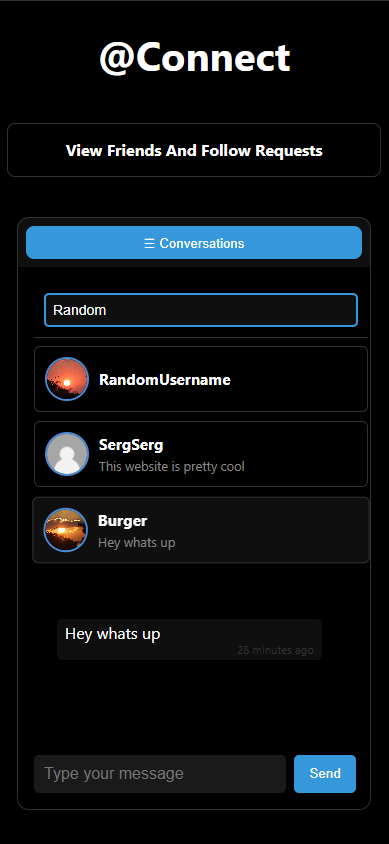 @Connect
View Friends And Follow Requests
☰ Conversations
Random
RandomUsername
SergSerg
This website is pretty cool
Burger
Hey whats up
Hey whats up
28 minutes ago
Type your message
Send